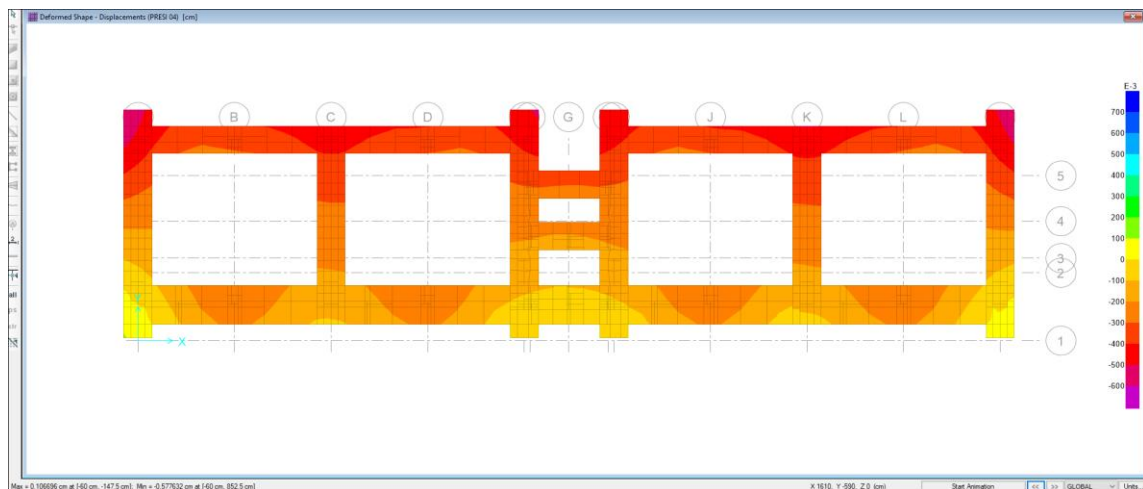 Deformed Shape - Displacements (PRESI 04) [cm]
E-3
B
C
D
G
J
K
L
700
600
500
400
300
200
100
0
-100
-200
-300
-400
-500
-600
5
4
3
2
1
X
all
Max = 0.106696 cm at [-60 cm, -147.5 cm]; Min = -0.577632 cm at [-60 cm, 852.5 cm]
X 1610, Y -590, Z 0 (cm)
Start Animation
<<
>>
GLOBAL
Units